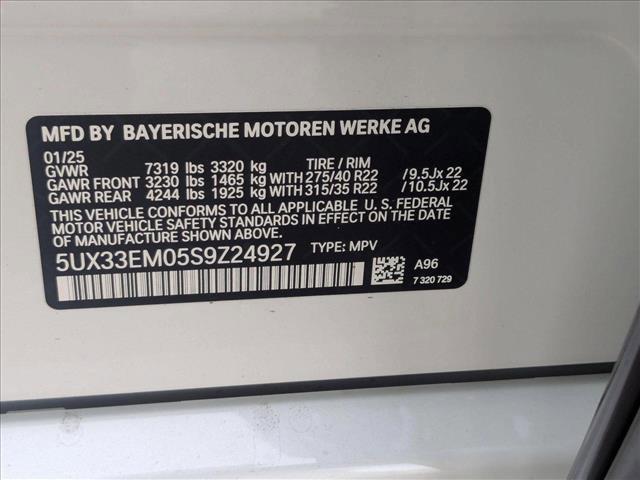 MFD BY BAYERISCHE MOTOREN WERKE AG
01/25
GVWR 7319 lbs 3320 kg TIRE / RIM
GAWR FRONT 3230 lbs 1465 kg WITH 275/40 R22 /9.5Jx 22
GAWR REAR 4244 lbs 1925 kg WITH 315/35 R22 /10.5Jx 22
THIS VEHICLE CONFORMS TO ALL APPLICABLE U. S. FEDERAL
MOTOR VEHICLE SAFETY STANDARDS IN EFFECT ON THE DATE
OF MANUFACTURE SHOWN ABOVE.
5UX33EM05S9Z24927 TYPE: MPV
A96
7 320 729